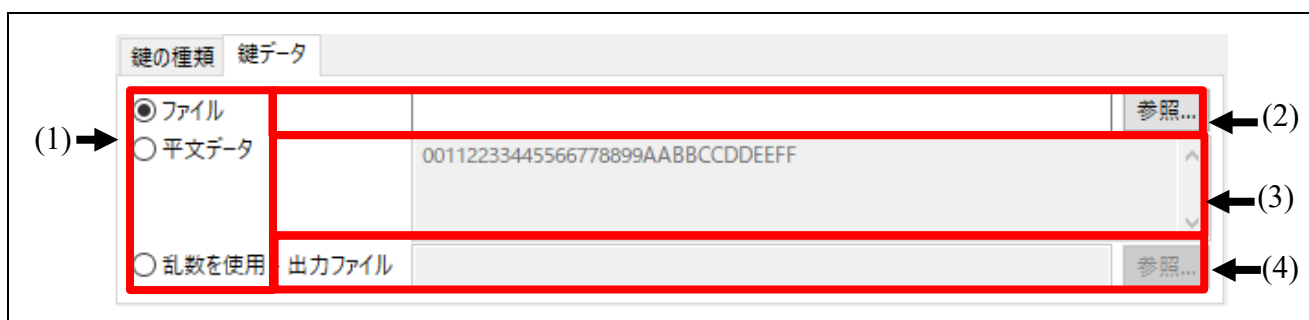 鍵の種類 鍵データ
ファイル 参照...
(2)
(1)
平文データ 00112233445566778899AABBCCDDEEFF
(3)
乱数を使用 出力ファイル 参照...
(4)